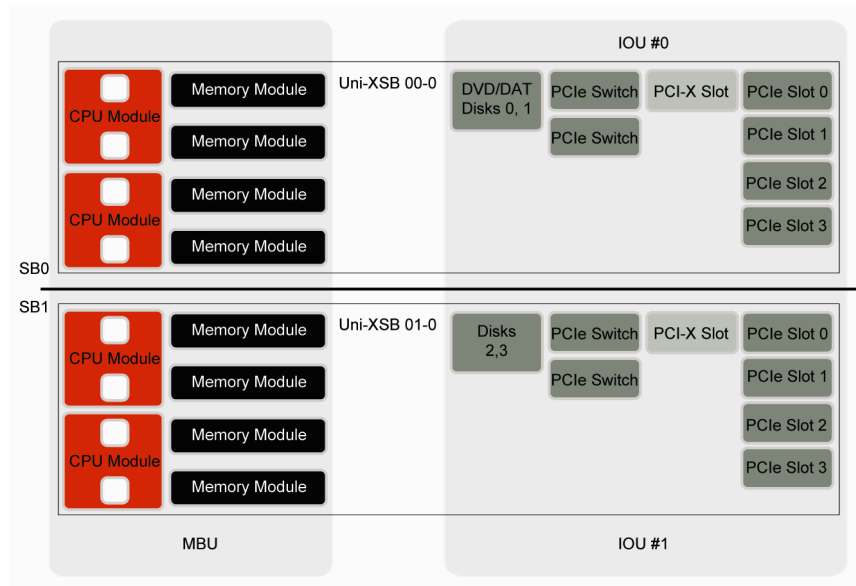 IOU #0
Uni-XSB 00-0
CPU Module
CPU Module
Memory Module
Memory Module
Memory Module
Memory Module
DVD/DAT
Disks 0, 1
PCIe Switch
PCIe Switch
PCI-X Slot
PCIe Slot 0
PCIe Slot 1
PCIe Slot 2
PCIe Slot 3
SB0
SB1
Uni-XSB 01-0
CPU Module
CPU Module
Memory Module
Memory Module
Memory Module
Memory Module
Disks
2,3
PCIe Switch
PCIe Switch
PCI-X Slot
PCIe Slot 0
PCIe Slot 1
PCIe Slot 2
PCIe Slot 3
MBU
IOU #1